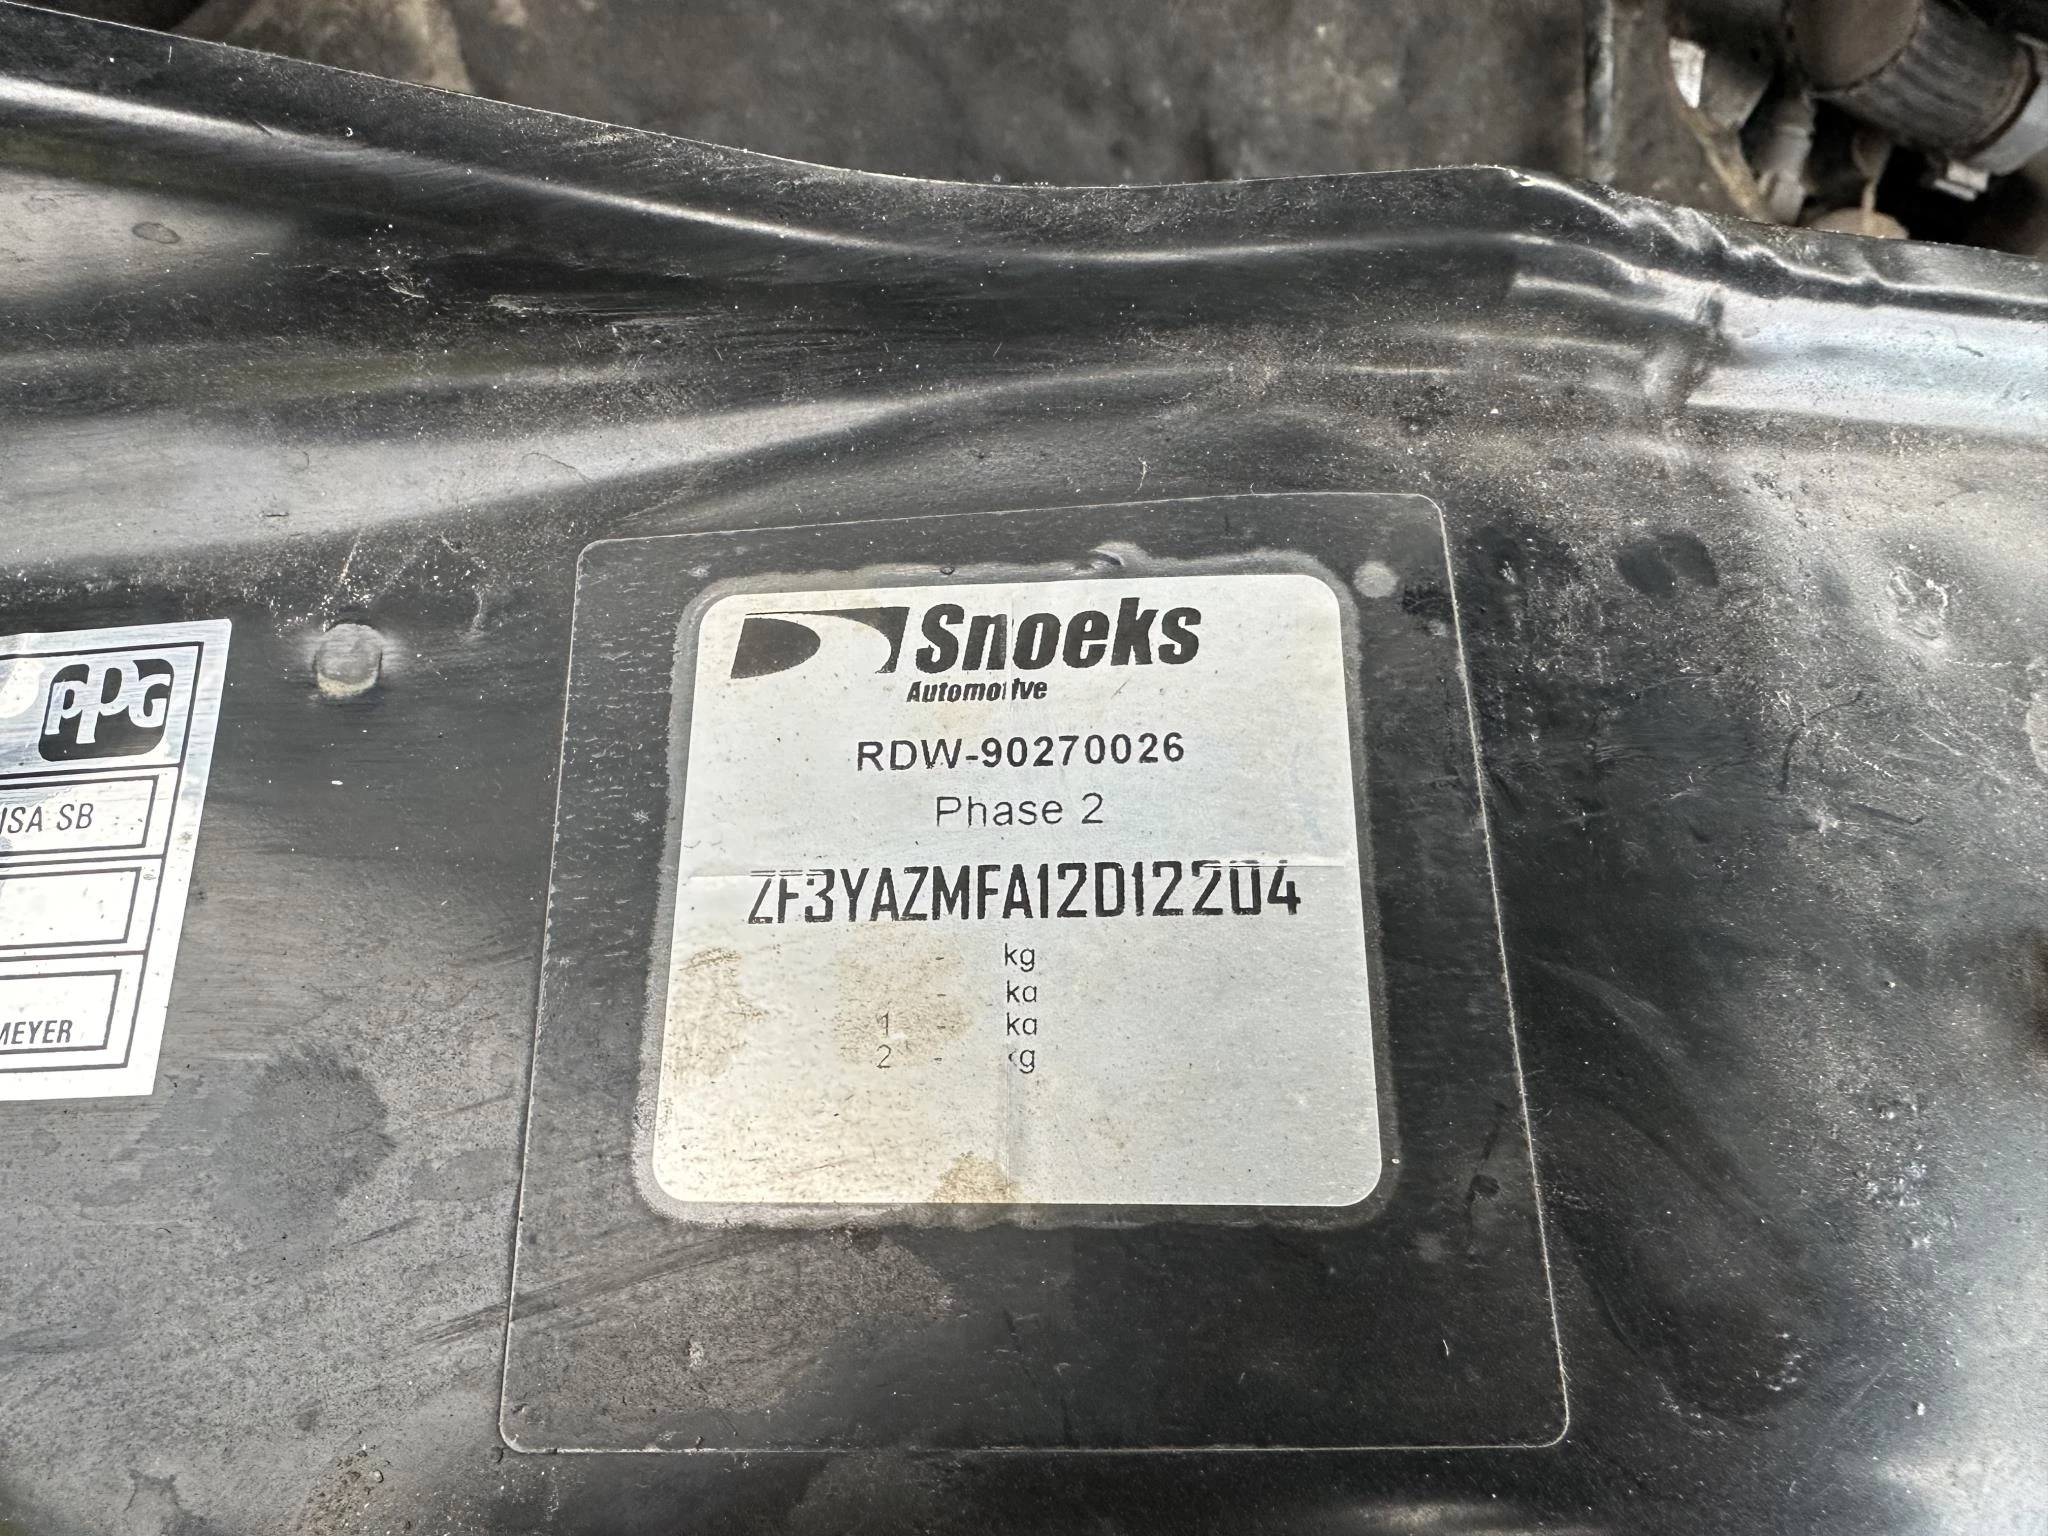 PPG
ISA SB
MEYER
Snoeks
Automotive
RDW-90270026
Phase 2
ZF3YAZMFA12D12204
- kg
- kg
1 - kg
2 - kg